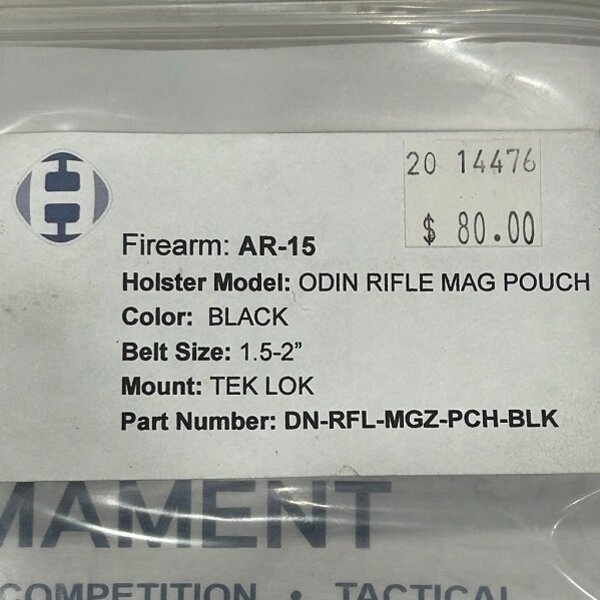 20 14476
$ 80.00
Firearm: AR-15
Holster Model: ODIN RIFLE MAG POUCH
Color: BLACK
Belt Size: 1.5-2”
Mount: TEK LOK
Part Number: DN-RFL-MGZ-PCH-BLK
MAMENT
COMPETITION • TACTICAL